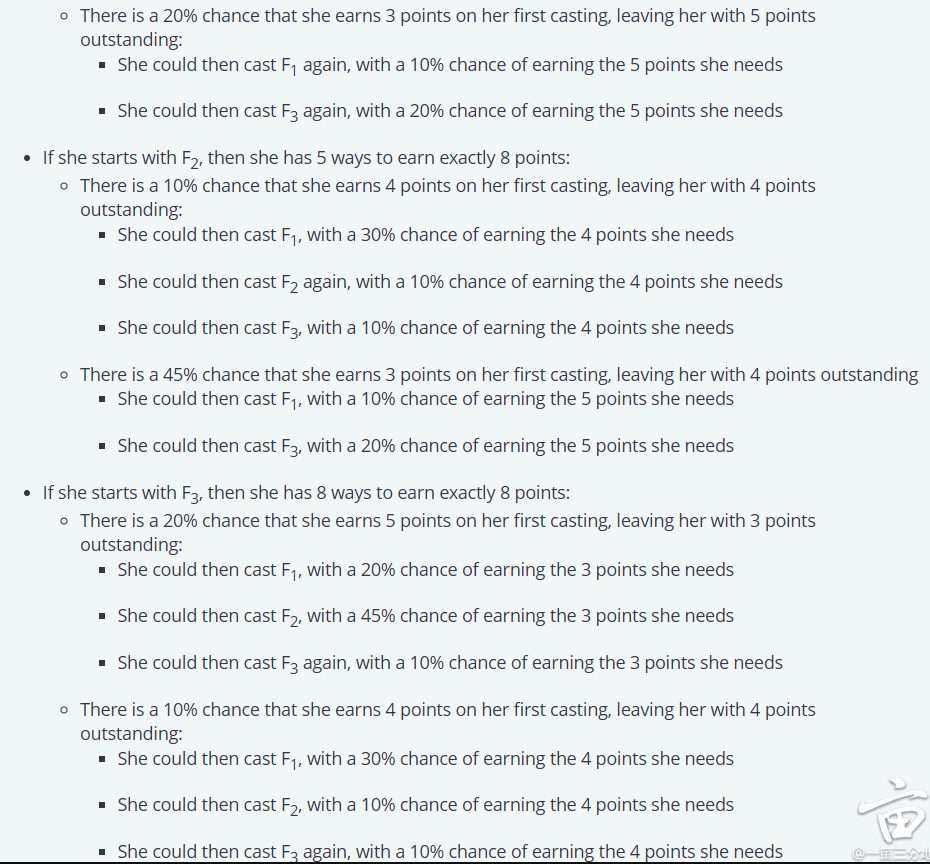 There is a 20% chance that she earns 3 points on her first casting, leaving her with 5 points
outstanding:
She could then cast F1 again, with a 10% chance of earning the 5 points she needs
She could then cast F3 again, with a 20% chance of earning the 5 points she needs
If she starts with F2, then she has 5 ways to earn exactly 8 points:
There is a 10% chance that she earns 4 points on her first casting, leaving her with 4 points
outstanding:
She could then cast F1, with a 30% chance of earning the 4 points she needs
She could then cast F2 again, with a 10% chance of earning the 4 points she needs
She could then cast F3, with a 10% chance of earning the 4 points she needs
There is a 45% chance that she earns 3 points on her first casting, leaving her with 4 points outstanding
She could then cast F1, with a 10% chance of earning the 5 points she needs
She could then cast F3, with a 20% chance of earning the 5 points she needs
If she starts with F3, then she has 8 ways to earn exactly 8 points:
There is a 20% chance that she earns 5 points on her first casting, leaving her with 3 points
outstanding:
She could then cast F1, with a 20% chance of earning the 3 points she needs
She could then cast F2, with a 45% chance of earning the 3 points she needs
She could then cast F3 again, with a 10% chance of earning the 3 points she needs
There is a 10% chance that she earns 4 points on her first casting, leaving her with 4 points
outstanding:
She could then cast F1, with a 30% chance of earning the 4 points she needs
She could then cast F2, with a 10% chance of earning the 4 points she needs
She could then cast F3 again, with a 10% chance of earning the 4 points she needs
亩